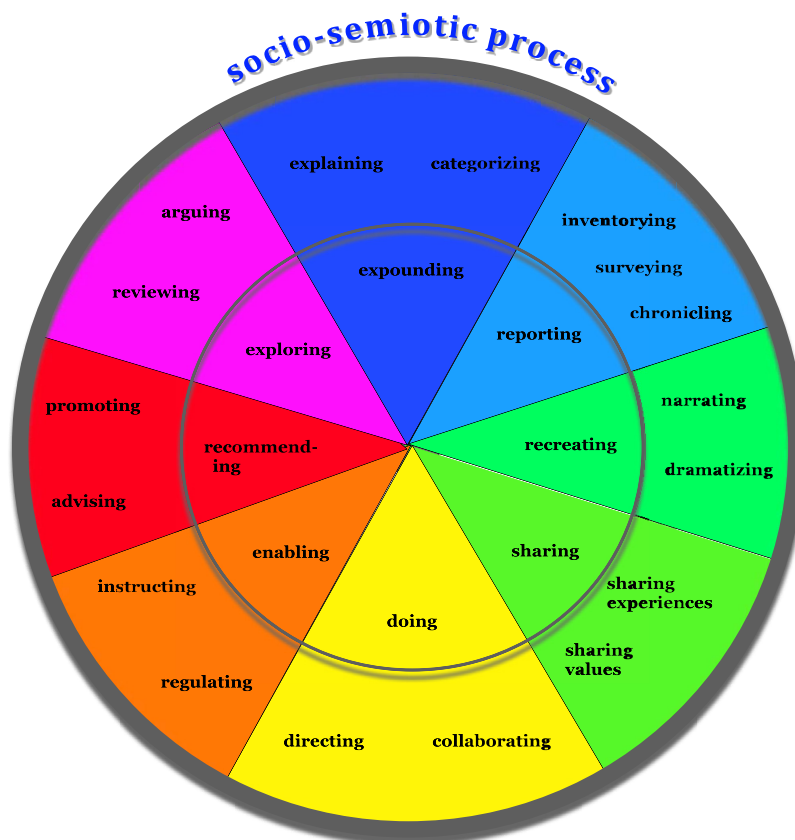 socio-semiotic process
explaining
categorizing
expounding
inventorying
surveying
chronicling
reporting
narrating
dramatizing
recreating
sharing
sharing
experiences
sharing
values
doing
directing
collaborating
enabling
instructing
regulating
recommend-
ing
promoting
advising
exploring
arguing
reviewing